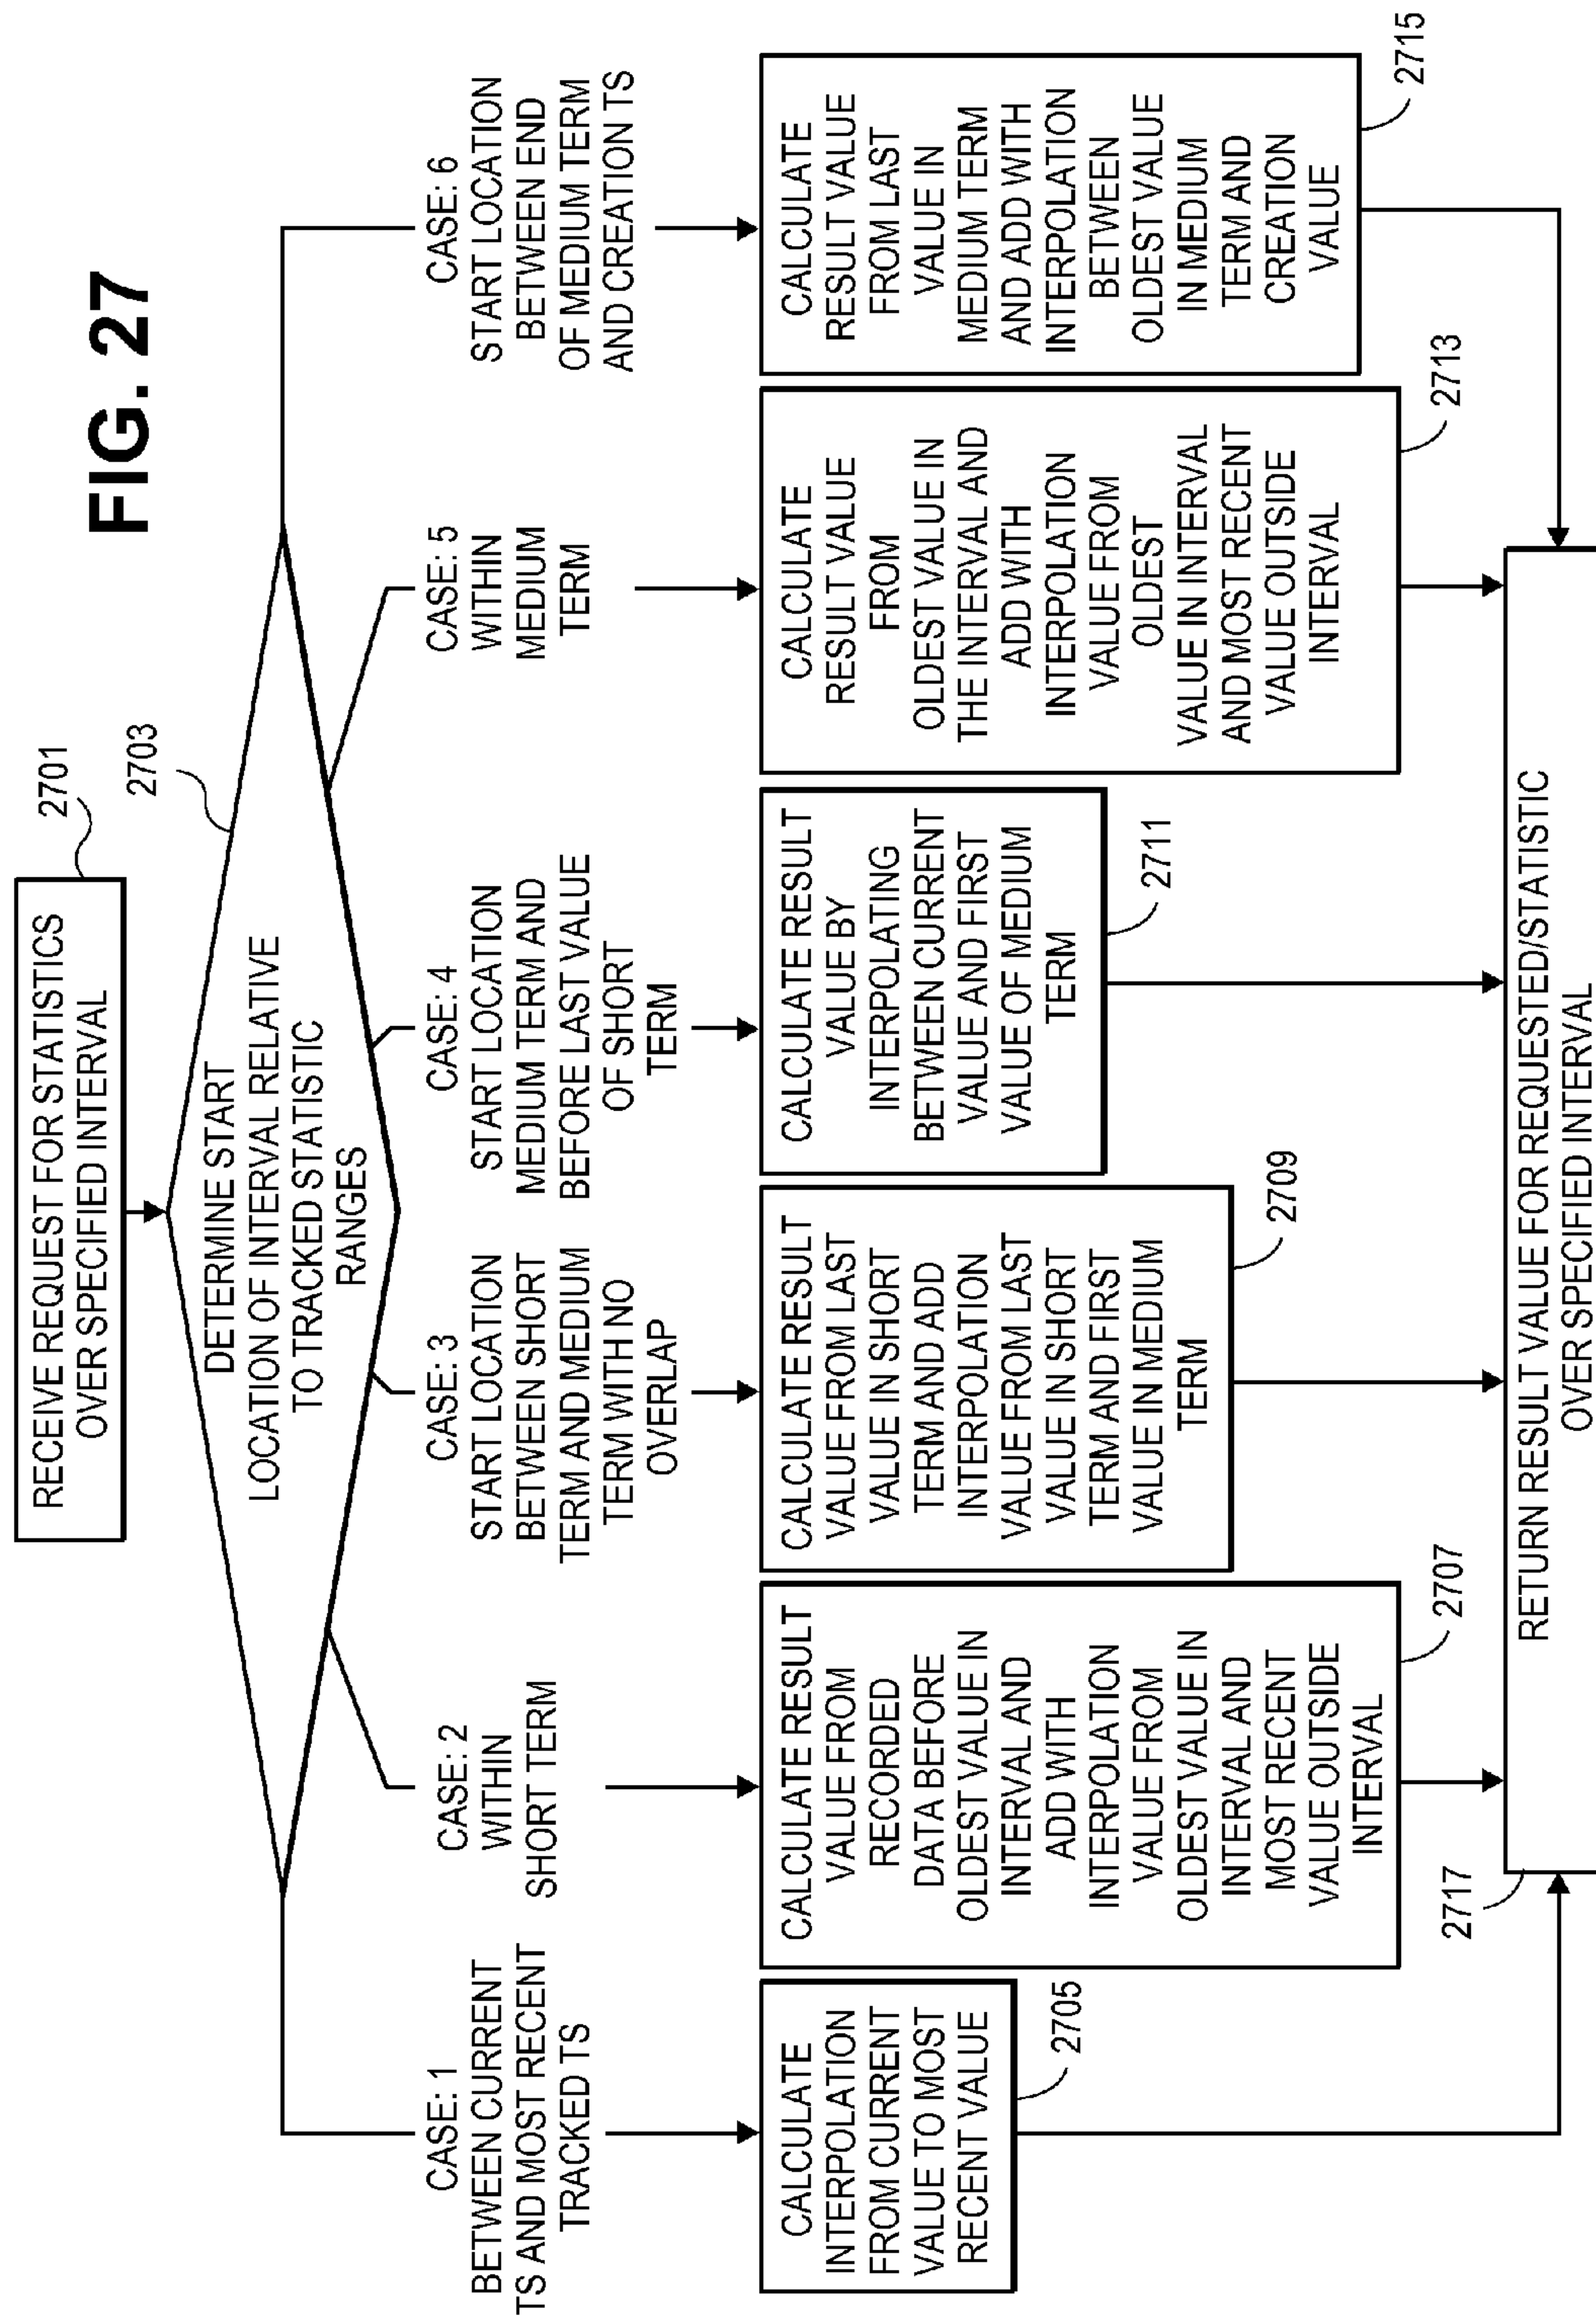 FIG. 27
RECEIVE REQUEST FOR STATISTICS
OVER SPECIFIED INTERVAL
2701
DETERMINE START
LOCATION OF INTERVAL RELATIVE
TO TRACKED STATISTIC
RANGES
2703
CASE: 1
BETWEEN CURRENT
TS AND MOST RECENT
TRACKED TS
CASE: 2
WITHIN
SHORT TERM
CASE: 3
START LOCATION
BETWEEN SHORT
TERM AND MEDIUM
TERM WITH NO
OVERLAP
CASE: 4
START LOCATION
MEDIUM TERM AND
BEFORE LAST VALUE
OF SHORT
TERM
CASE: 5
WITHIN
MEDIUM
TERM
CASE: 6
START LOCATION
BETWEEN END
OF MEDIUM TERM
AND CREATION TS
CALCULATE
INTERPOLATION
FROM CURRENT
VALUE TO MOST
RECENT VALUE
2705
CALCULATE RESULT
VALUE FROM
RECORDED
DATA BEFORE
OLDEST VALUE IN
INTERVAL AND
ADD WITH
INTERPOLATION
VALUE FROM
OLDEST VALUE IN
INTERVAL AND
MOST RECENT
VALUE OUTSIDE
INTERVAL
2707
CALCULATE RESULT
VALUE FROM LAST
VALUE IN SHORT
TERM AND ADD
INTERPOLATION
VALUE FROM LAST
VALUE IN SHORT
TERM AND FIRST
VALUE IN MEDIUM
TERM
2709
CALCULATE RESULT
VALUE BY
INTERPOLATING
BETWEEN CURRENT
VALUE AND FIRST
VALUE OF MEDIUM
TERM
2711
CALCULATE
RESULT VALUE
FROM
OLDEST VALUE IN
THE INTERVAL AND
ADD WITH
INTERPOLATION
VALUE FROM
OLDEST
VALUE IN INTERVAL
AND MOST RECENT
VALUE OUTSIDE
INTERVAL
2713
CALCULATE
RESULT VALUE
FROM LAST
VALUE IN
MEDIUM TERM
AND ADD WITH
INTERPOLATION
BETWEEN
OLDEST VALUE
IN MEDIUM
TERM AND
CREATION
VALUE
2715
2717
RETURN RESULT VALUE FOR REQUESTED/STATISTIC
OVER SPECIFIED INTERVAL